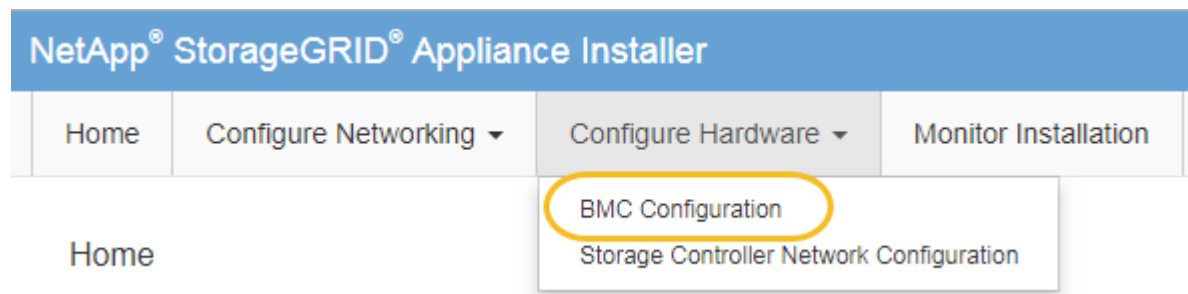 NetApp® StorageGRID® Appliance Installer
Home Configure Networking Configure Hardware Monitor Installation
BMC Configuration
Home
Storage Controller Network Configuration